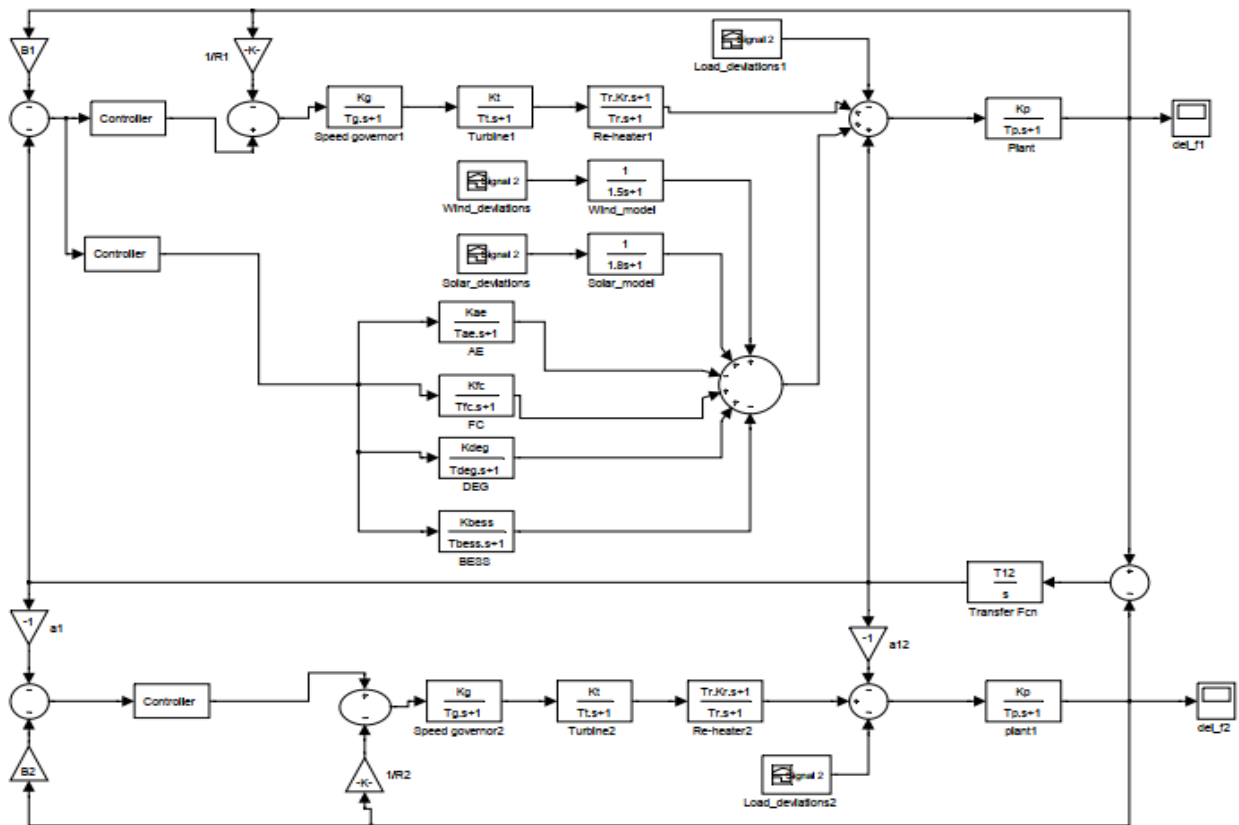 B1
-K-
1/R1
Signal 2
Load_deviations1
Controller
Kg
Tg.s+1
Speed governor1
Kt
Tt.s+1
Turbine1
Tr.Kr.s+1
Tr.s+1
Re-heater1
Kp
Tp.s+1
Plant
del_f1
Signal 2
Wind_deviations
1
1.5s+1
Wind_model
Controller
Signal 2
Solar_deviations
1
1.8s+1
Solar_model
Kae
Tae.s+1
AE
Kfc
Tfc.s+1
FC
Kdeg
Tdeg.s+1
DEG
Kbess
Tbess.s+1
BESS
T12
s
Transfer Fcn
-1
a1
-1
a12
Controller
Kg
Tg.s+1
Speed governor2
Kt
Tt.s+1
Turbine2
Tr.Kr.s+1
Tr.s+1
Re-heater2
Kp
Tp.s+1
plant1
del_f2
B2
-K-
1/R2
Signal 2
Load_deviations2